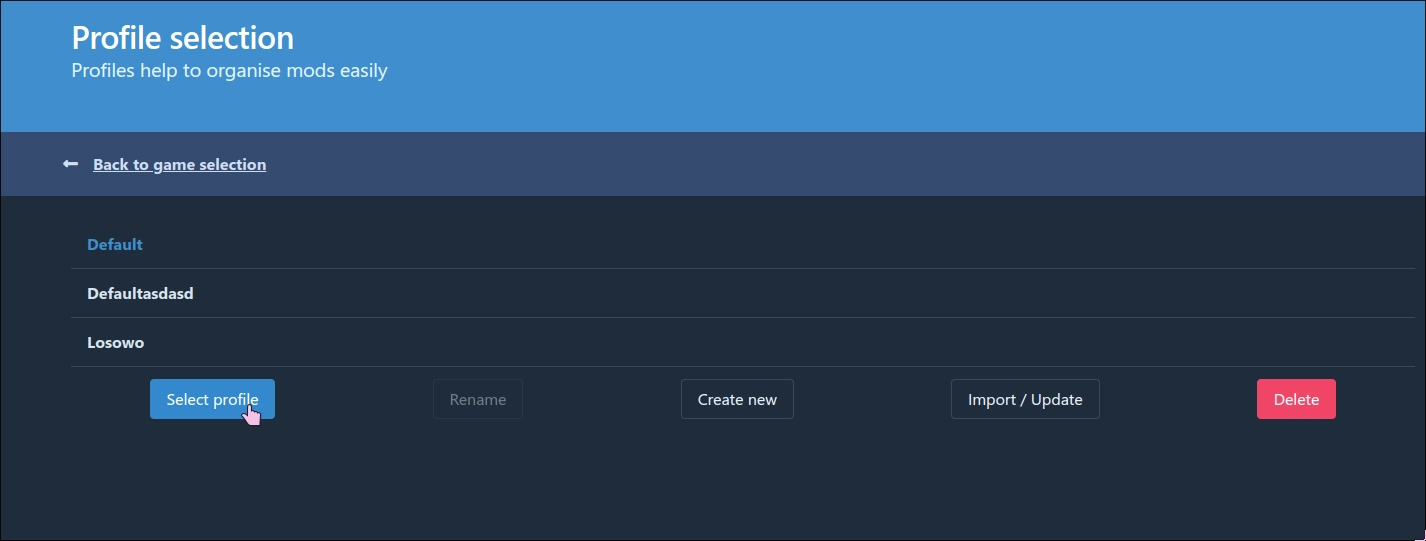 Profile selection
Profiles help to organise mods easily
Back to game selection
Default
Defaultasdasd
Losowo
Select profile
Rename
Create new
Import / Update
Delete